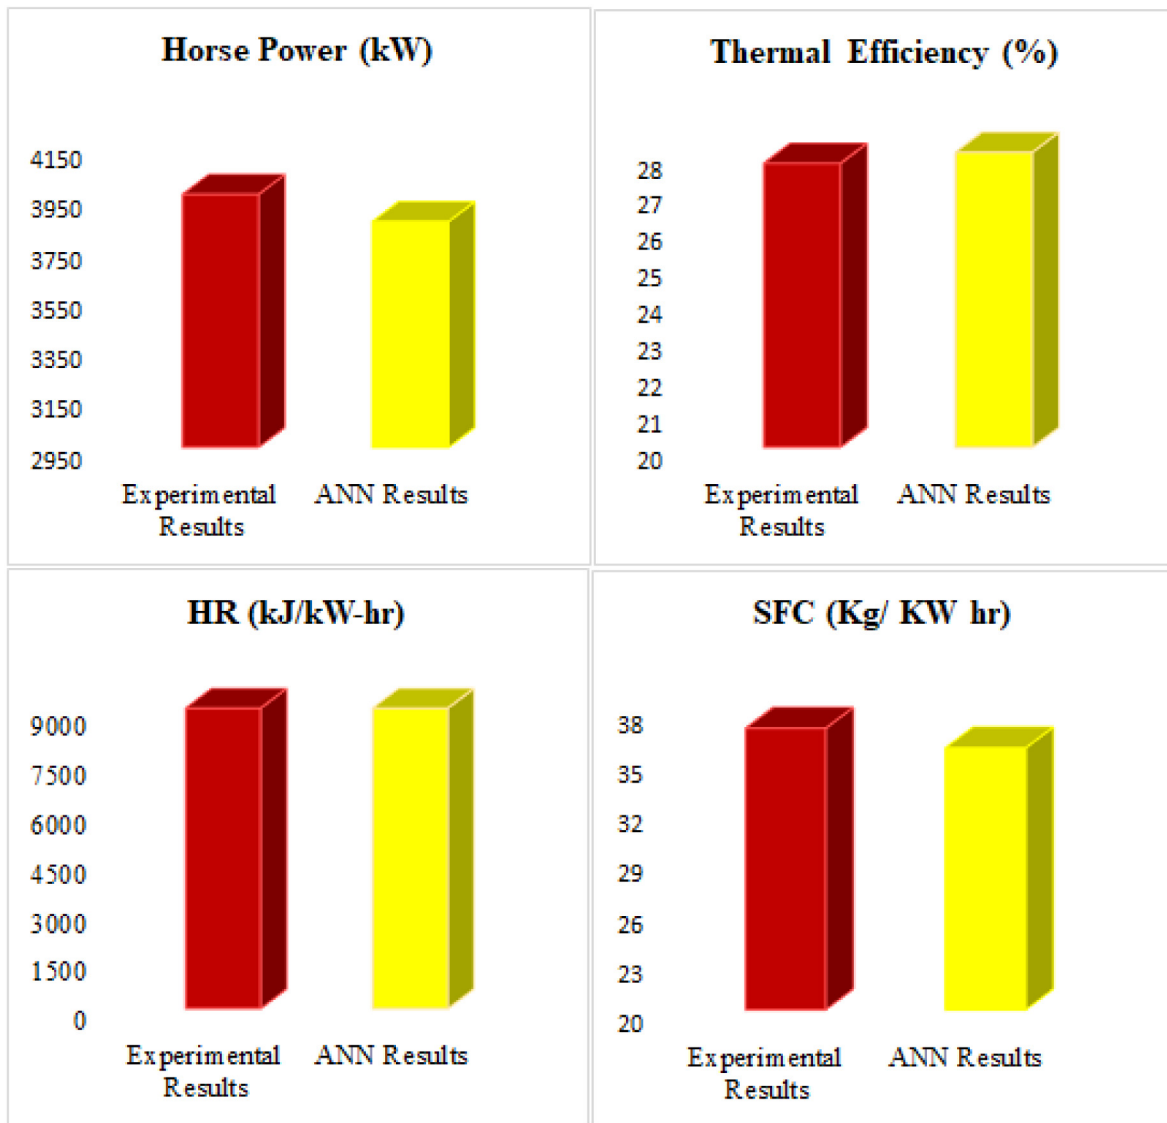 Horse Power (kW)
4150
3950
3750
3550
3350
3150
2950
Experimental
Results
ANN Results
Thermal Efficiency (%)
28
27
26
25
24
23
22
21
20
Experimental
Results
ANN Results
HR (kJ/kW-hr)
9000
7500
6000
4500
3000
1500
0
Experimental
Results
ANN Results
SFC (Kg/ KW hr)
38
35
32
29
26
23
20
Experimental
Results
ANN Results